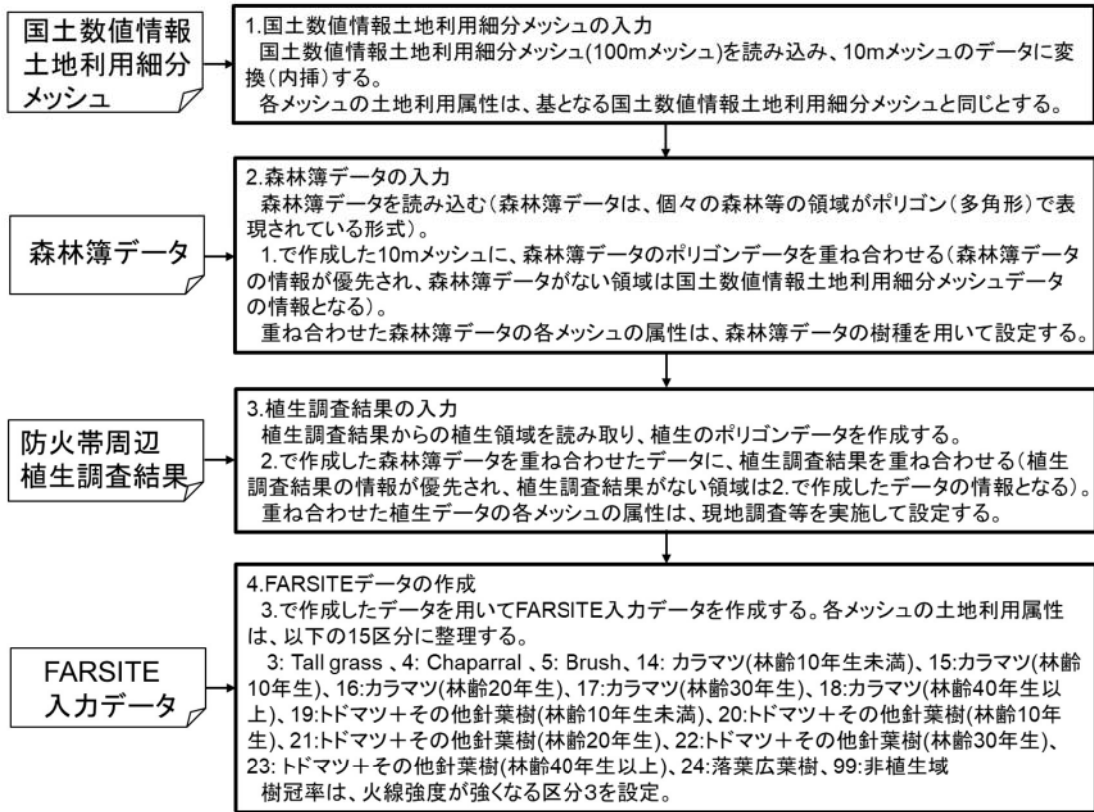 国土数値情報
土地利用細分
メッシュ
1.国土数値情報土地利用細分メッシュの入力
国土数値情報土地利用細分メッシュ(100mメッシュ)を読み込み、10mメッシュのデータに変
換(内挿)する。
各メッシュの土地利用属性は、基となる国土数値情報土地利用細分メッシュと同じとする。
森林簿データ
2.森林簿データの入力
森林簿データを読み込む(森林簿データは、個々の森林等の領域がポリゴン(多角形)で表
現されている形式)。
1.で作成した10mメッシュに、森林簿データのポリゴンデータを重ね合わせる(森林簿データ
の情報が優先され、森林簿データがない領域は国土数値情報土地利用細分メッシュデータ
の情報となる)。
重ね合わせた森林簿データの各メッシュの属性は、森林簿データの樹種を用いて設定する。
防火帯周辺
植生調査結果
3.植生調査結果の入力
植生調査結果からの植生領域を読み取り、植生のポリゴンデータを作成する。
2.で作成した森林簿データを重ね合わせたデータに、植生調査結果を重ね合わせる(植生
調査結果の情報が優先され、植生調査結果がない領域は2.で作成したデータの情報となる)。
重ね合わせた植生データの各メッシュの属性は、現地調査等を実施して設定する。
FARSITE
入力データ
4.FARSITEデータの作成
3.で作成したデータを用いてFARSITE入力データを作成する。各メッシュの土地利用属性
は、以下の15区分に整理する。
3: Tall grass 、4: Chaparral 、5: Brush、14: カラマツ(林齢10年生未満)、15:カラマツ(林齢
10年生)、16:カラマツ(林齢20年生)、17:カラマツ(林齢30年生)、18:カラマツ(林齢40年生以
上)、19:トドマツ+その他針葉樹(林齢10年生未満)、20:トドマツ+その他針葉樹(林齢10年
生)、21:トドマツ+その他針葉樹(林齢20年生)、22:トドマツ+その他針葉樹(林齢30年生)、
23: トドマツ+その他針葉樹(林齢40年生以上)、24:落葉広葉樹、99:非植生域
樹冠率は、火線強度が強くなる区分3を設定。